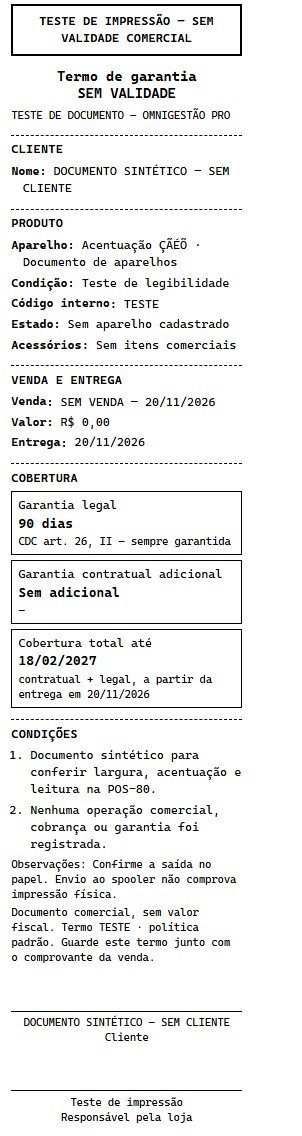 TESTE DE IMPRESSÃO — SEM
VALIDADE COMERCIAL
Termo de garantia
SEM VALIDADE
TESTE DE DOCUMENTO — OMNIGESTÃO PRO
CLIENTE
Nome: DOCUMENTO SINTÉTICO — SEM
CLIENTE
PRODUTO
Aparelho: Acentuação ÇÃÉÕ ·
Documento de aparelhos
Condição: Teste de legibilidade
Código interno: TESTE
Estado: Sem aparelho cadastrado
Acessórios: Sem itens comerciais
VENDA E ENTREGA
Venda: SEM VENDA — 20/11/2026
Valor: R$ 0,00
Entrega: 20/11/2026
COBERTURA
Garantia legal
90 dias
CDC art. 26, II — sempre garantida
Garantia contratual adicional
Sem adicional
—
Cobertura total até
18/02/2027
contratual + legal, a partir da
entrega em 20/11/2026
CONDIÇÕES
1. Documento sintético para
conferir largura, acentuação e
leitura na POS-80.
2. Nenhuma operação comercial,
cobrança ou garantia foi
registrada.
Observações: Confirme a saída no
papel. Envio ao spooler não comprova
impressão física.
Documento comercial, sem valor
fiscal. Termo TESTE · política
padrão. Guarde este termo junto com
o comprovante da venda.
DOCUMENTO SINTÉTICO — SEM CLIENTE
Cliente
Teste de impressão
Responsável pela loja